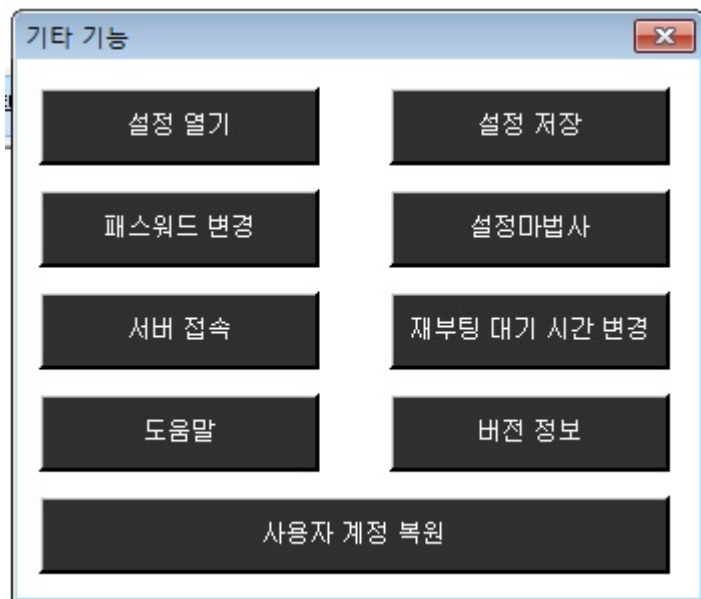 기타 기능
설정 열기
설정 저장
패스워드 변경
설정마법사
서버 접속
재부팅 대기 시간 변경
도움말
버전 정보
사용자 계정 복원